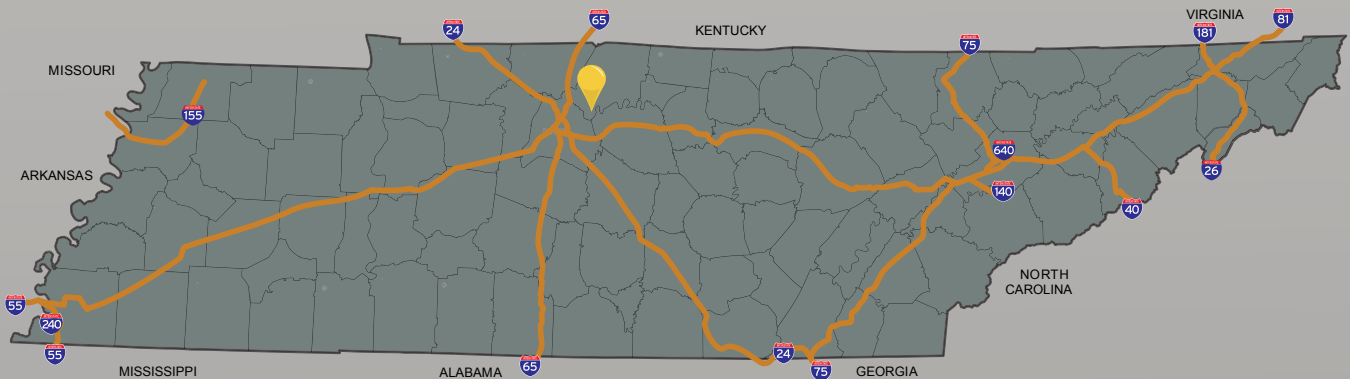 VIRGINIA
81
65
24
KENTUCKY
181
75
MISSOURI
155
640
ARKANSAS
26
140
40
NORTH
CAROLINA
55
240
55
24
65
75
MISSISSIPPI
ALABAMA
GEORGIA